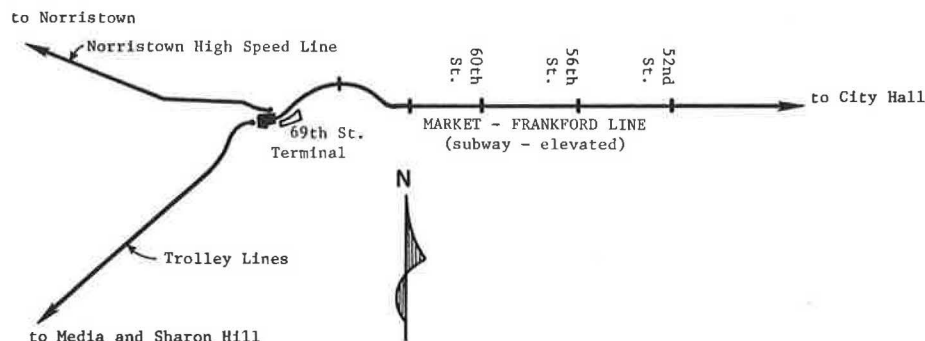 to Norristown
Norristown High Speed Line
60th St.
56th St.
52nd St.
to City Hall
69th St.
Terminal
MARKET - FRANKFORD LINE
(subway - elevated)
N
Trolley Lines
to Media and Sharon Hill